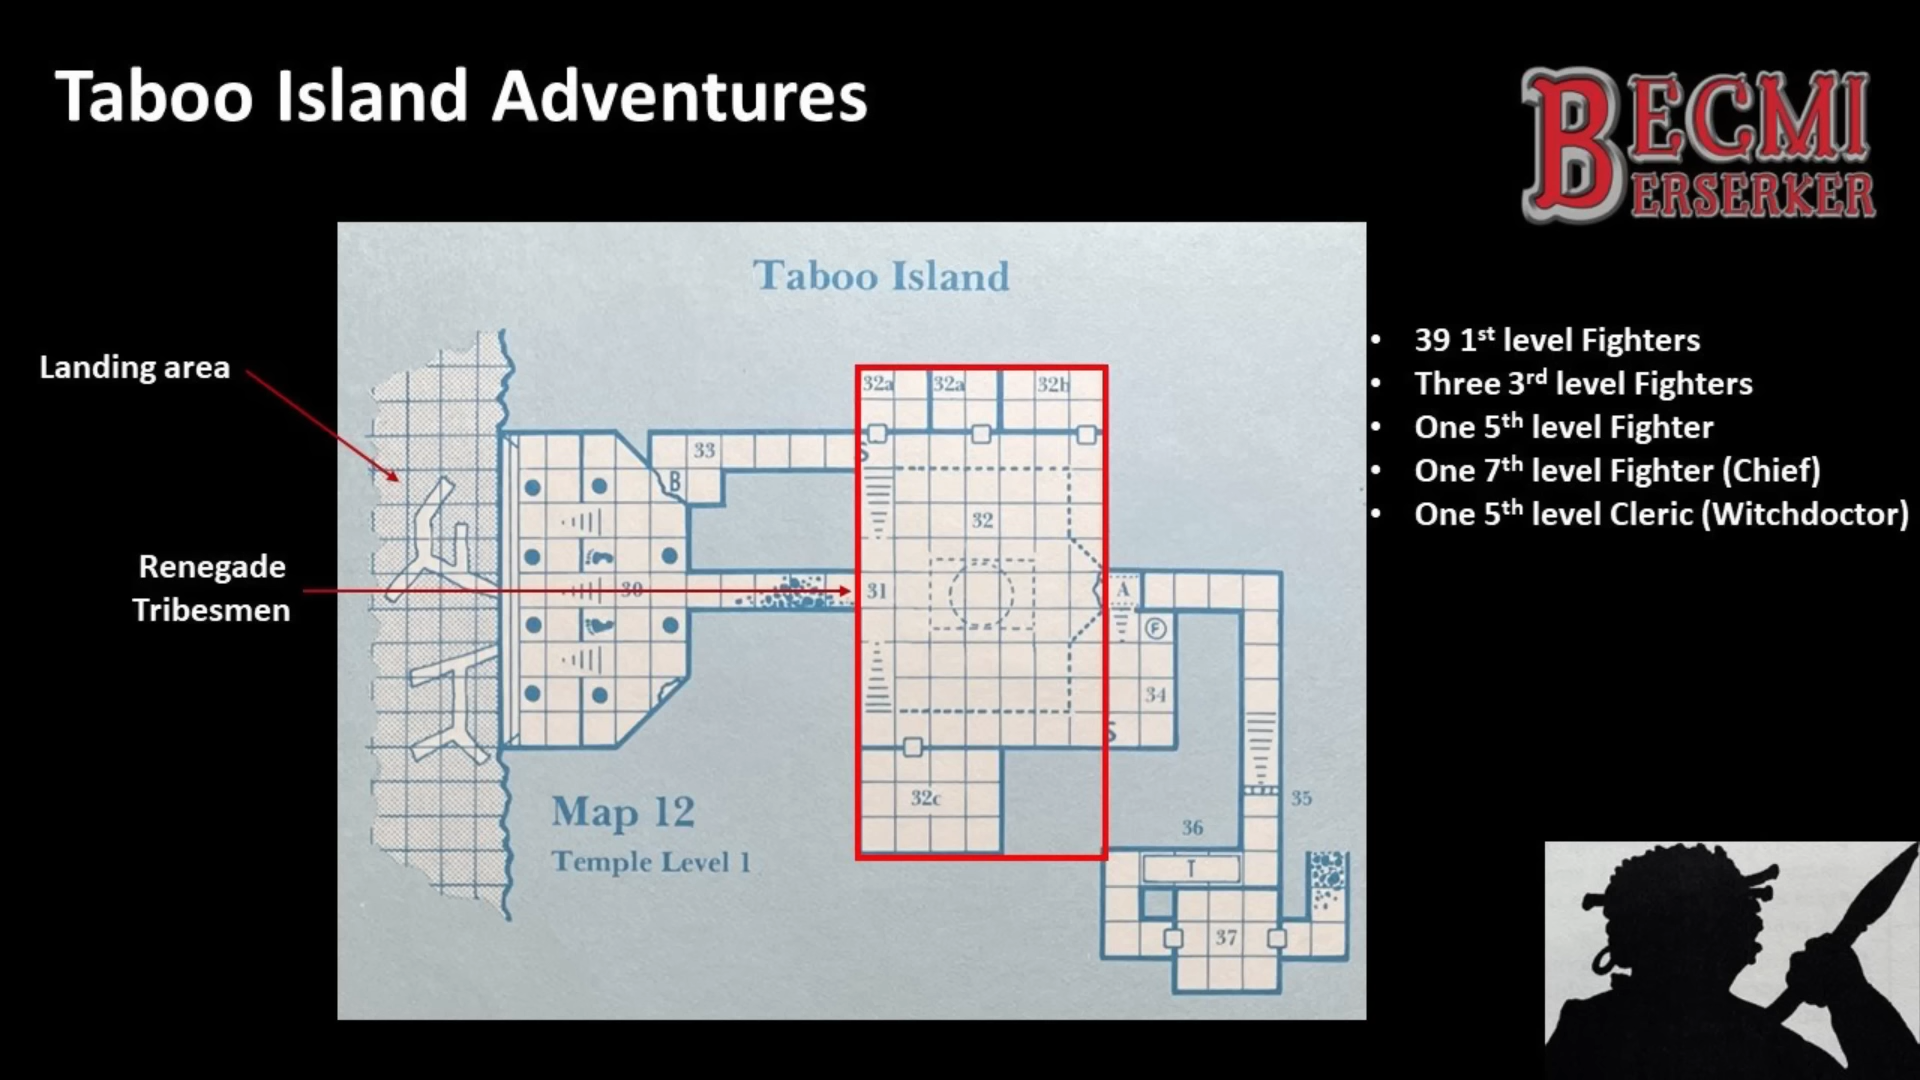 Taboo Island Adventures
BECMI
BERSERKER
Taboo Island
Landing area
Renegade
Tribesmen
• 39 1st level Fighters
• Three 3rd level Fighters
• One 5th level Fighter
• One 7th level Fighter (Chief)
• One 5th level Cleric (Witchdoctor)
32a
32a
32b
33
S
B
32
30
31
A
F
34
S
32c
35
36
T
37
Map 12
Temple Level 1